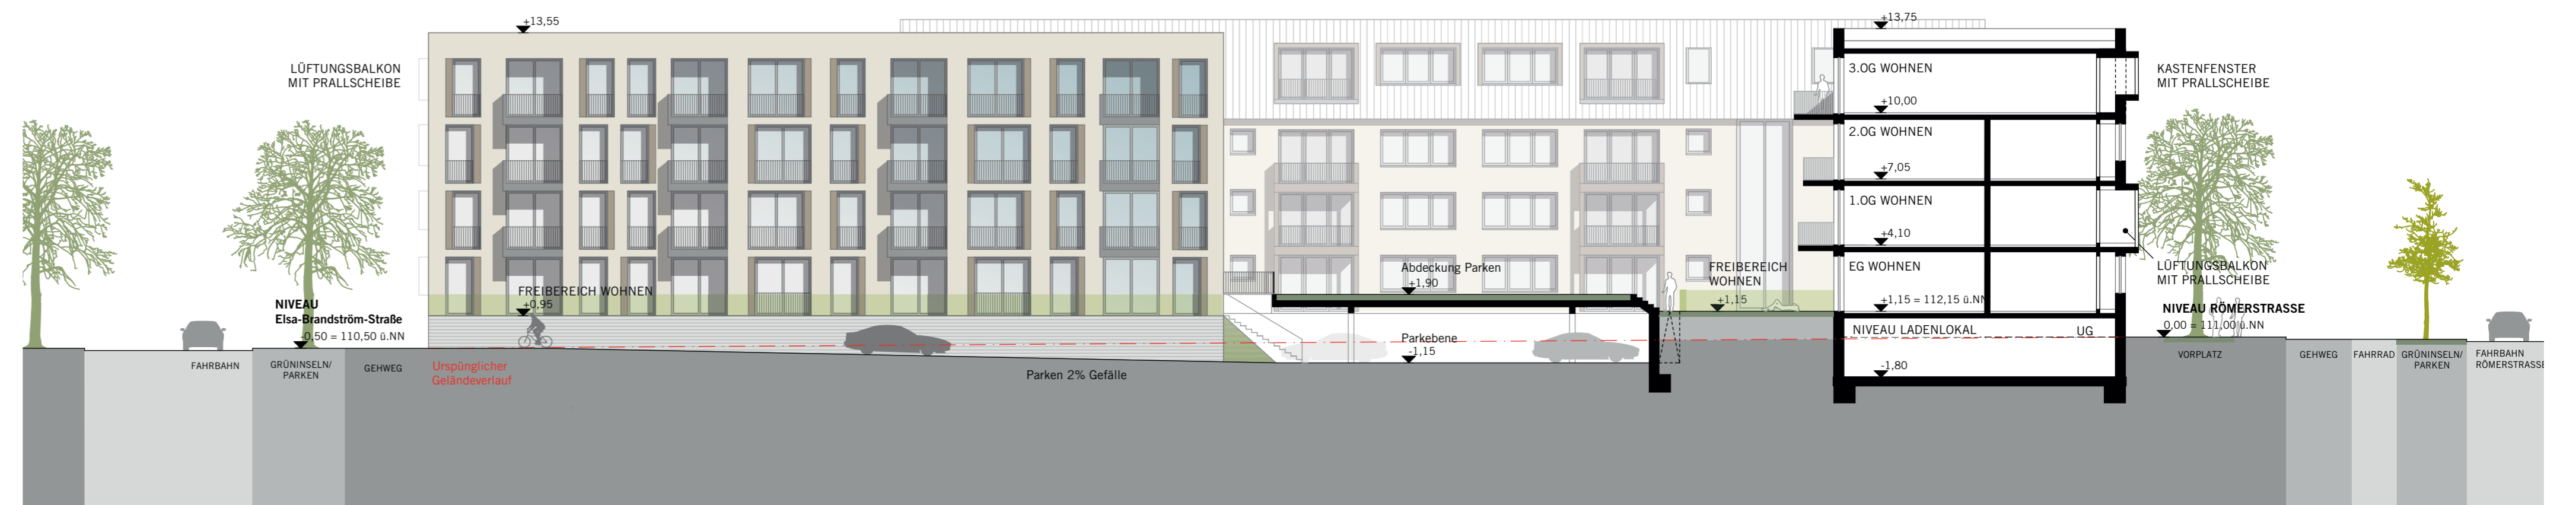 +13,55
+13,75
LÜFTUNGSBALKON
MIT PRALLSCHEIBE
3.OG WOHNEN
KASTENFENSTER
MIT PRALLSCHEIBE
+10,00
2.OG WOHNEN
+7,05
1.OG WOHNEN
+4,10
EG WOHNEN
LÜFTUNGSBALKON
MIT PRALLSCHEIBE
Abdeckung Parken
+1,90
FREIBEREICH
WOHNEN
+1,15
+1,15 = 112,15 ü.NN
FREIBEREICH WOHNEN
+0,95
NIVEAU
Elsa-Brandström-Straße
-0,50 = 110,50 ü.NN
NIVEAU RÖMERSTRASSE
0,00 = 111,00 ü.NN
NIVEAU LADENLOKAL
UG
Parkebene
-1,15
-1,80
FAHRBAHN
GRÜNINSELN/
PARKEN
GEHWEG
Urspünglicher
Geländeverlauf
Parken 2% Gefälle
VORPLATZ
GEHWEG
FAHRRAD
GRÜNINSELN/
PARKEN
FAHRBAHN
RÖMERSTRASSE